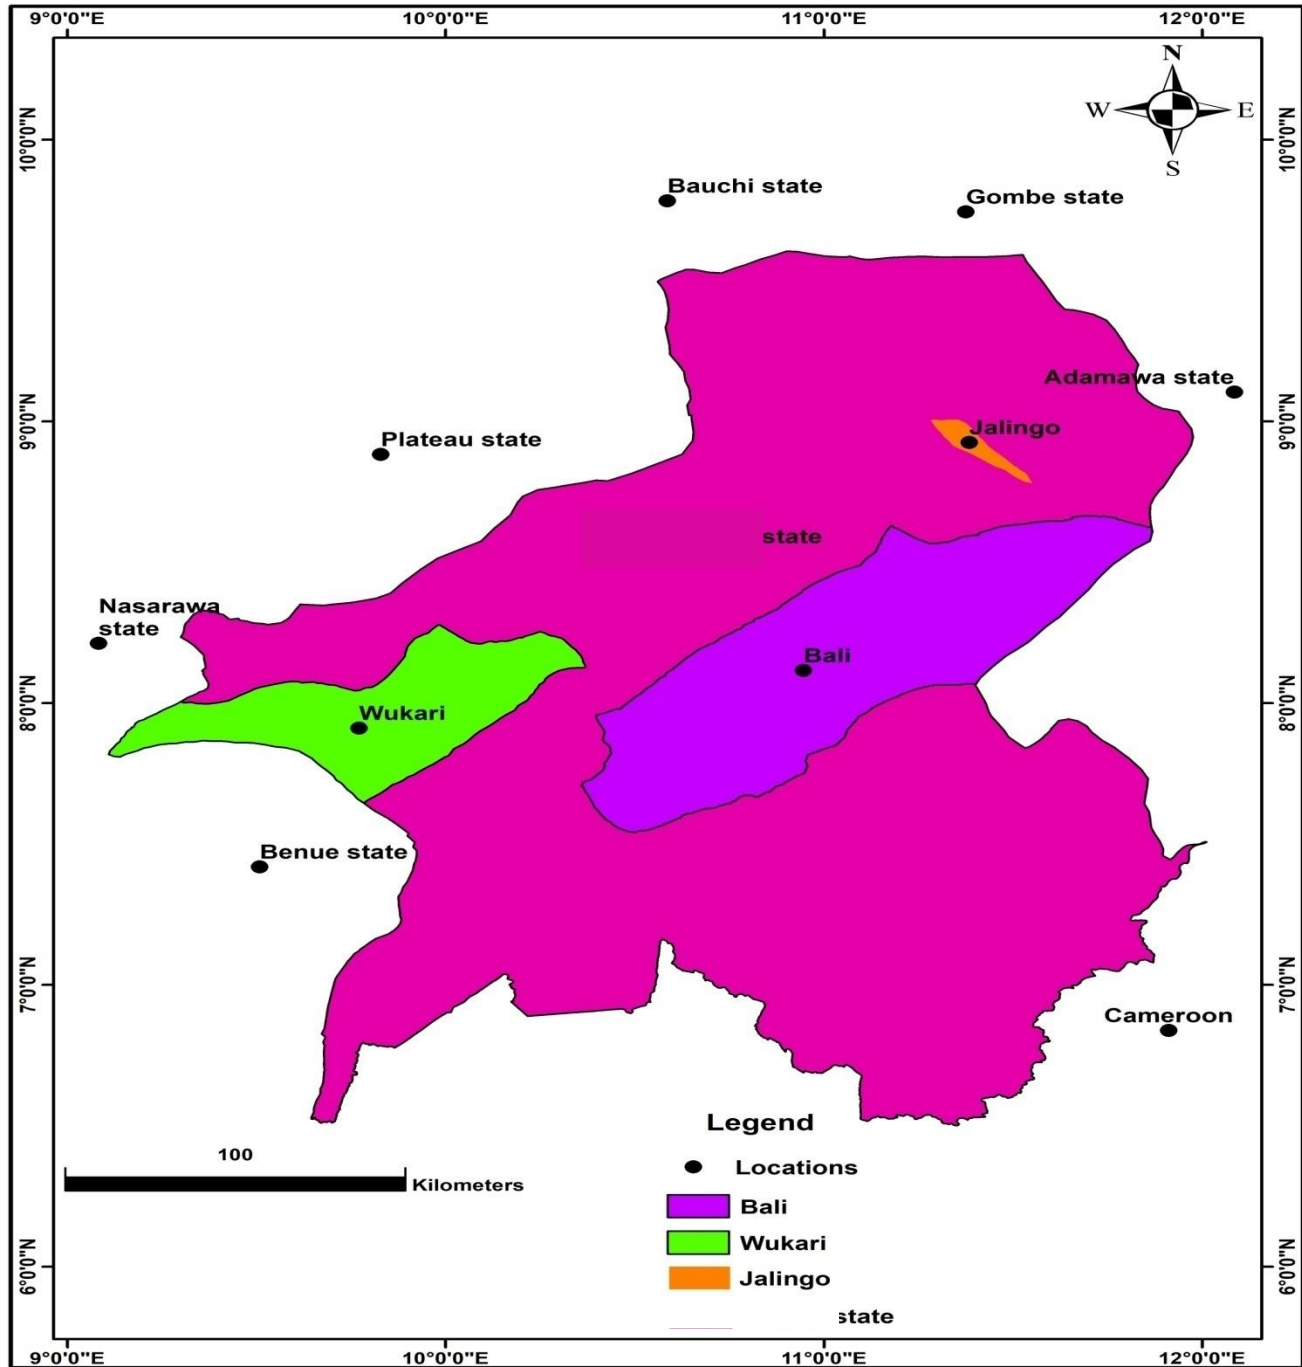 9°0'0"E 10°0'0"E 11°0'0"E 12°0'0"E
N
W E
S
10°0'0"N 10°0'0"N
Bauchi state
Gombe state
Adamawa state
9°0'0"N 9°0'0"N
Jalingo
Plateau state
state
Nasarawa
state
Bali
8°0'0"N 8°0'0"N
Wukari
Benue state
7°0'0"N 7°0'0"N
Cameroon
Legend
100
Kilometers
Locations
Bali
Wukari
6°0'0"N 6°0'0"N
Jalingo
state
9°0'0"E 10°0'0"E 11°0'0"E 12°0'0"E